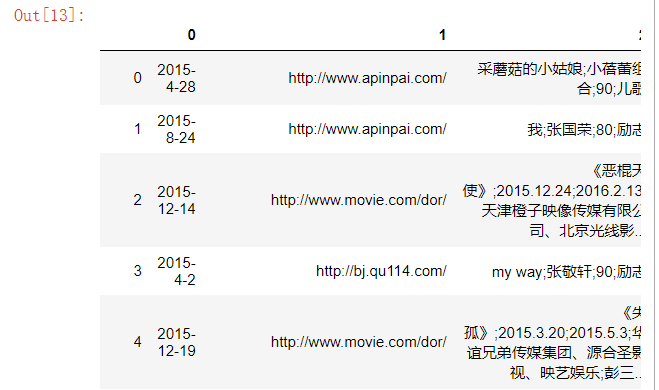 Out[13]:
0 1
0 2015-4-28 http://www.apinpai.com/ 采蘑菇的小姑娘;小蓓蕾组合;90;儿歌
1 2015-8-24 http://www.apinpai.com/ 我;张国荣;80;励志
2 2015-12-14 http://www.movie.com/dor/ 《恶棍天使》;2015.12.24;2016.2.13 天津橙子映像传媒有限公司、北京光线影...
3 2015-4-2 http://bj.qu114.com/ my way;张敬轩;90;励志
4 2015-12-19 http://www.movie.com/dor/ 《失孤》;2015.3.20;2015.5.3;华谊兄弟传媒集团、源合圣影视、映艺娱乐;彭三...